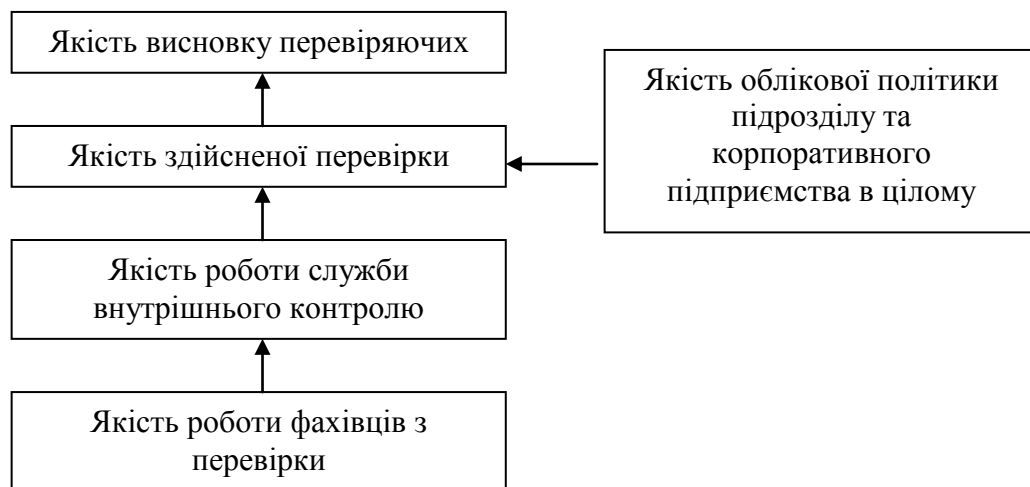 Якість висновку перевіряючих
Якість облікової політики
підрозділу та
корпоративного
підприємства в цілому
Якість здійсненої перевірки
Якість роботи служби
внутрішнього контролю
Якість роботи фахівців з
перевірки